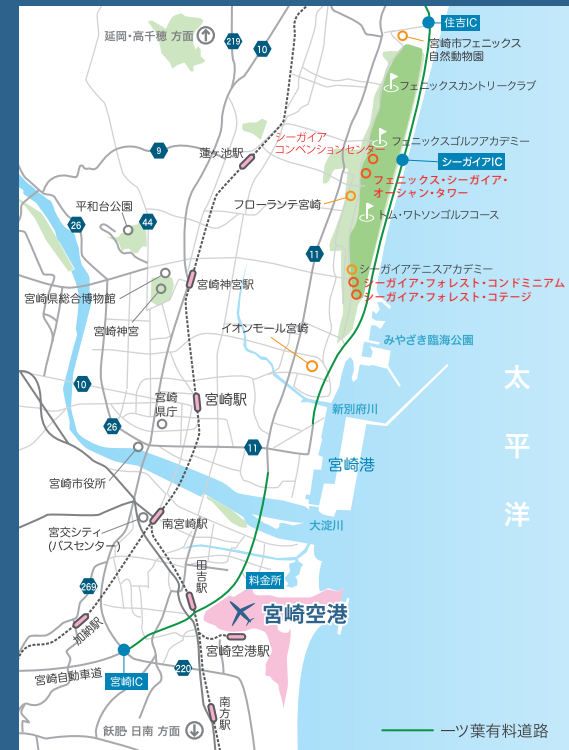 住吉IC
延岡・高千穂 方面
219
10
宮崎市フェニックス
自然動物園
フェニックスカントリークラブ
9
蓮ヶ池駅
シーガイア
コンベンションセンター
フェニックスゴルフアカデミー
シーガイアIC
フェニックス・シーガイア・
オーシャン・タワー
フローランテ宮崎
トム・ワトソンゴルフコース
平和台公園
26
44
11
シーガイアテニスアカデミー
シーガイア・フォレスト・コンドミニアム
シーガイア・フォレスト・コテージ
宮崎神宮駅
宮崎県総合博物館
宮崎神宮
イオンモール宮崎
みやざき臨海公園
太平洋
10
宮崎
県庁
宮崎駅
新別府川
26
11
宮崎港
宮崎市役所
南宮崎駅
宮交シティ
(バスセンター)
大淀川
田吉駅
料金所
269
宮崎空港
加納駅
宮崎空港駅
宮崎自動車道
宮崎IC
220
南方駅
飫肥・日南 方面
一ツ葉有料道路